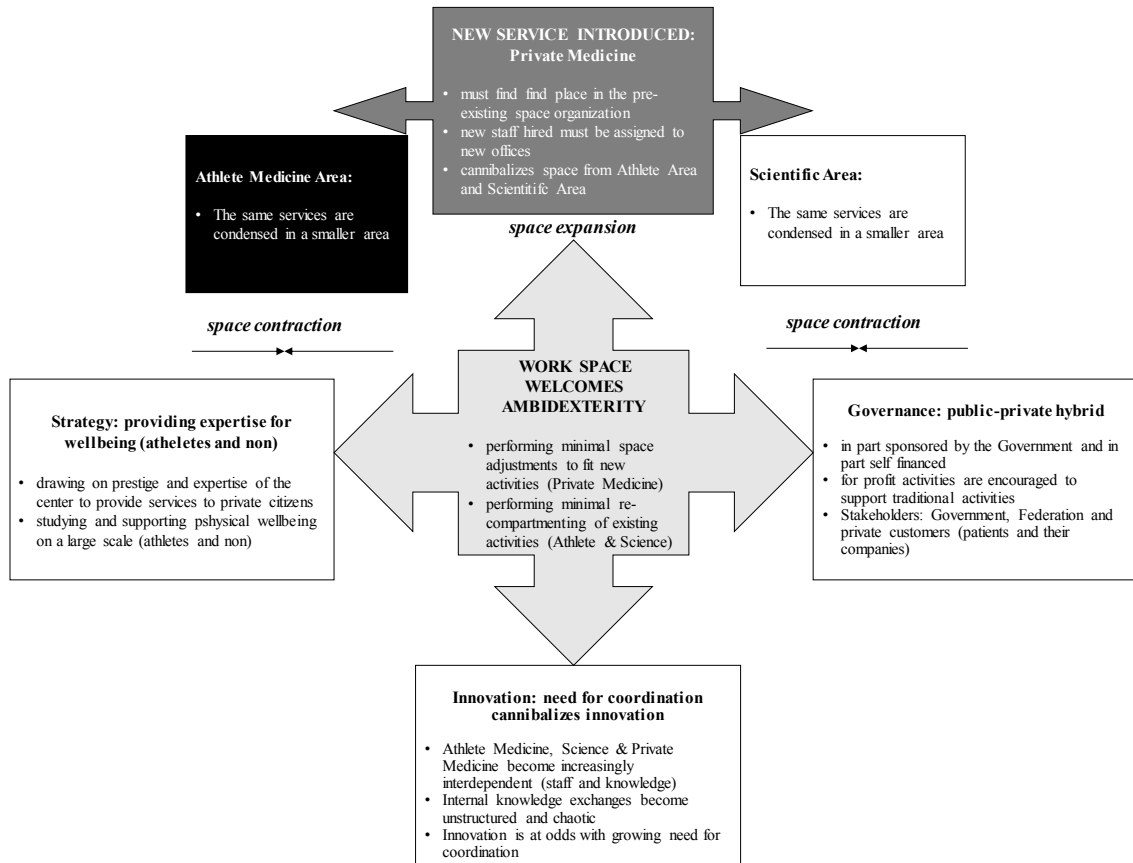 NEW SERVICE INTRODUCED:
Private Medicine
• must find find place in the pre-
existing space organization
• new staff hired must be assigned to
new offices
• cannibalizes space from Athlete Area
and Scientitifc Area
Athlete Medicine Area:
• The same services are
condensed in a smaller area
Scientific Area:
• The same services are
condensed in a smaller area
space expansion
space contraction
space contraction
WORK SPACE
WELCOMES
AMBIDEXTERITY
• performing minimal space
adjustments to fit new
activities (Private Medicine)
• performing minimal re-
compartmenting of existing
activities (Athlete & Science)
Strategy: providing expertise for
wellbeing (atheletes and non)
• drawing on prestige and expertise of the
center to provide services to private citizens
• studying and supporting pshysical wellbeing
on a large scale (athletes and non)
Governance: public-private hybrid
• in part sponsored by the Government and in
part self financed
• for profit activities are encouraged to
support traditional activities
• Stakeholders: Government, Federation and
private customers (patients and their
companies)
Innovation: need for coordination
cannibalizes innovation
• Athlete Medicine, Science & Private
Medicine become increasingly
interdependent (staff and knowledge)
• Internal knowledge exchanges become
unstructured and chaotic
• Innovation is at odds with growing need for
coordination